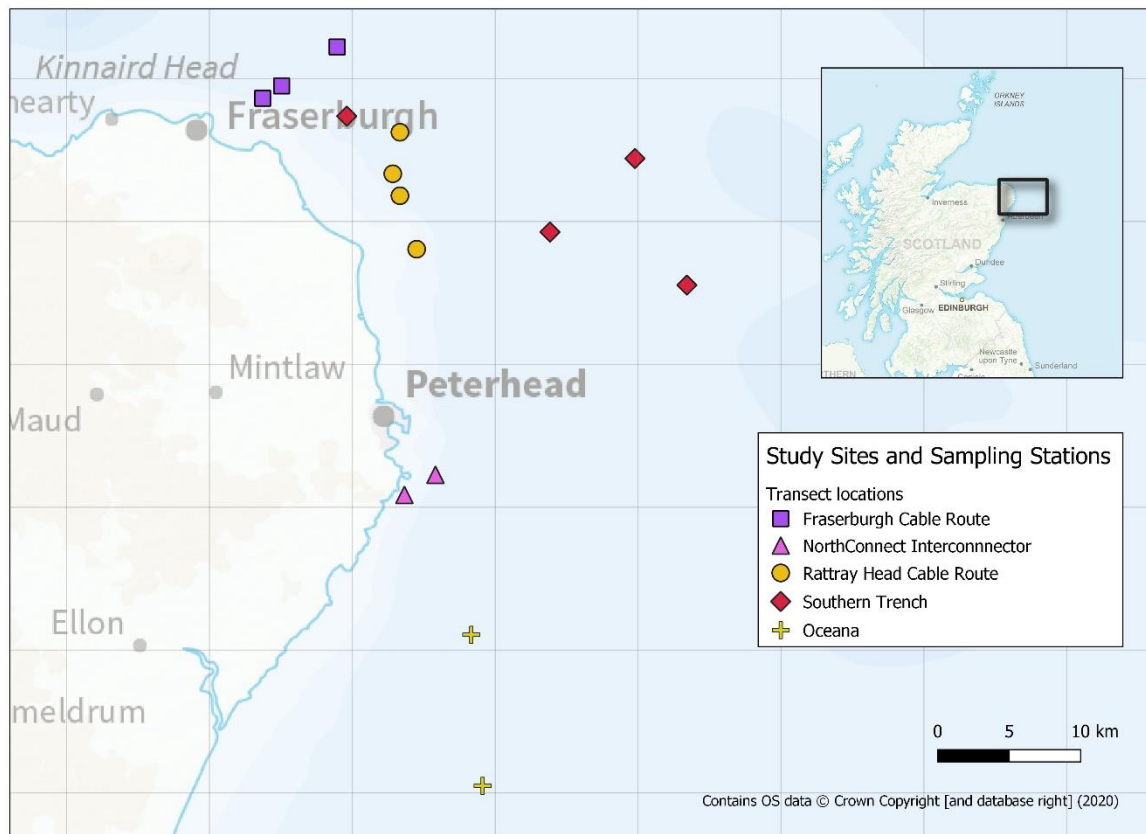 Kinnaird Head
hearty
Fraserburgh
Mintlaw
Maud
Peterhead
Ellon
meldrum
ORKNEY
ISLANDS
Inverness
Aberdeen
SCOTLAND
Dundee
Stirling
Glasgow
EDINBURGH
Newcastle
upon Tyne
Sunderland
THERN
Study Sites and Sampling Stations
Transect locations
Fraserburgh Cable Route
NorthConnect Interconnnector
Rattray Head Cable Route
Southern Trench
Oceana
0 5 10 km
Contains OS data © Crown Copyright [and database right] (2020)